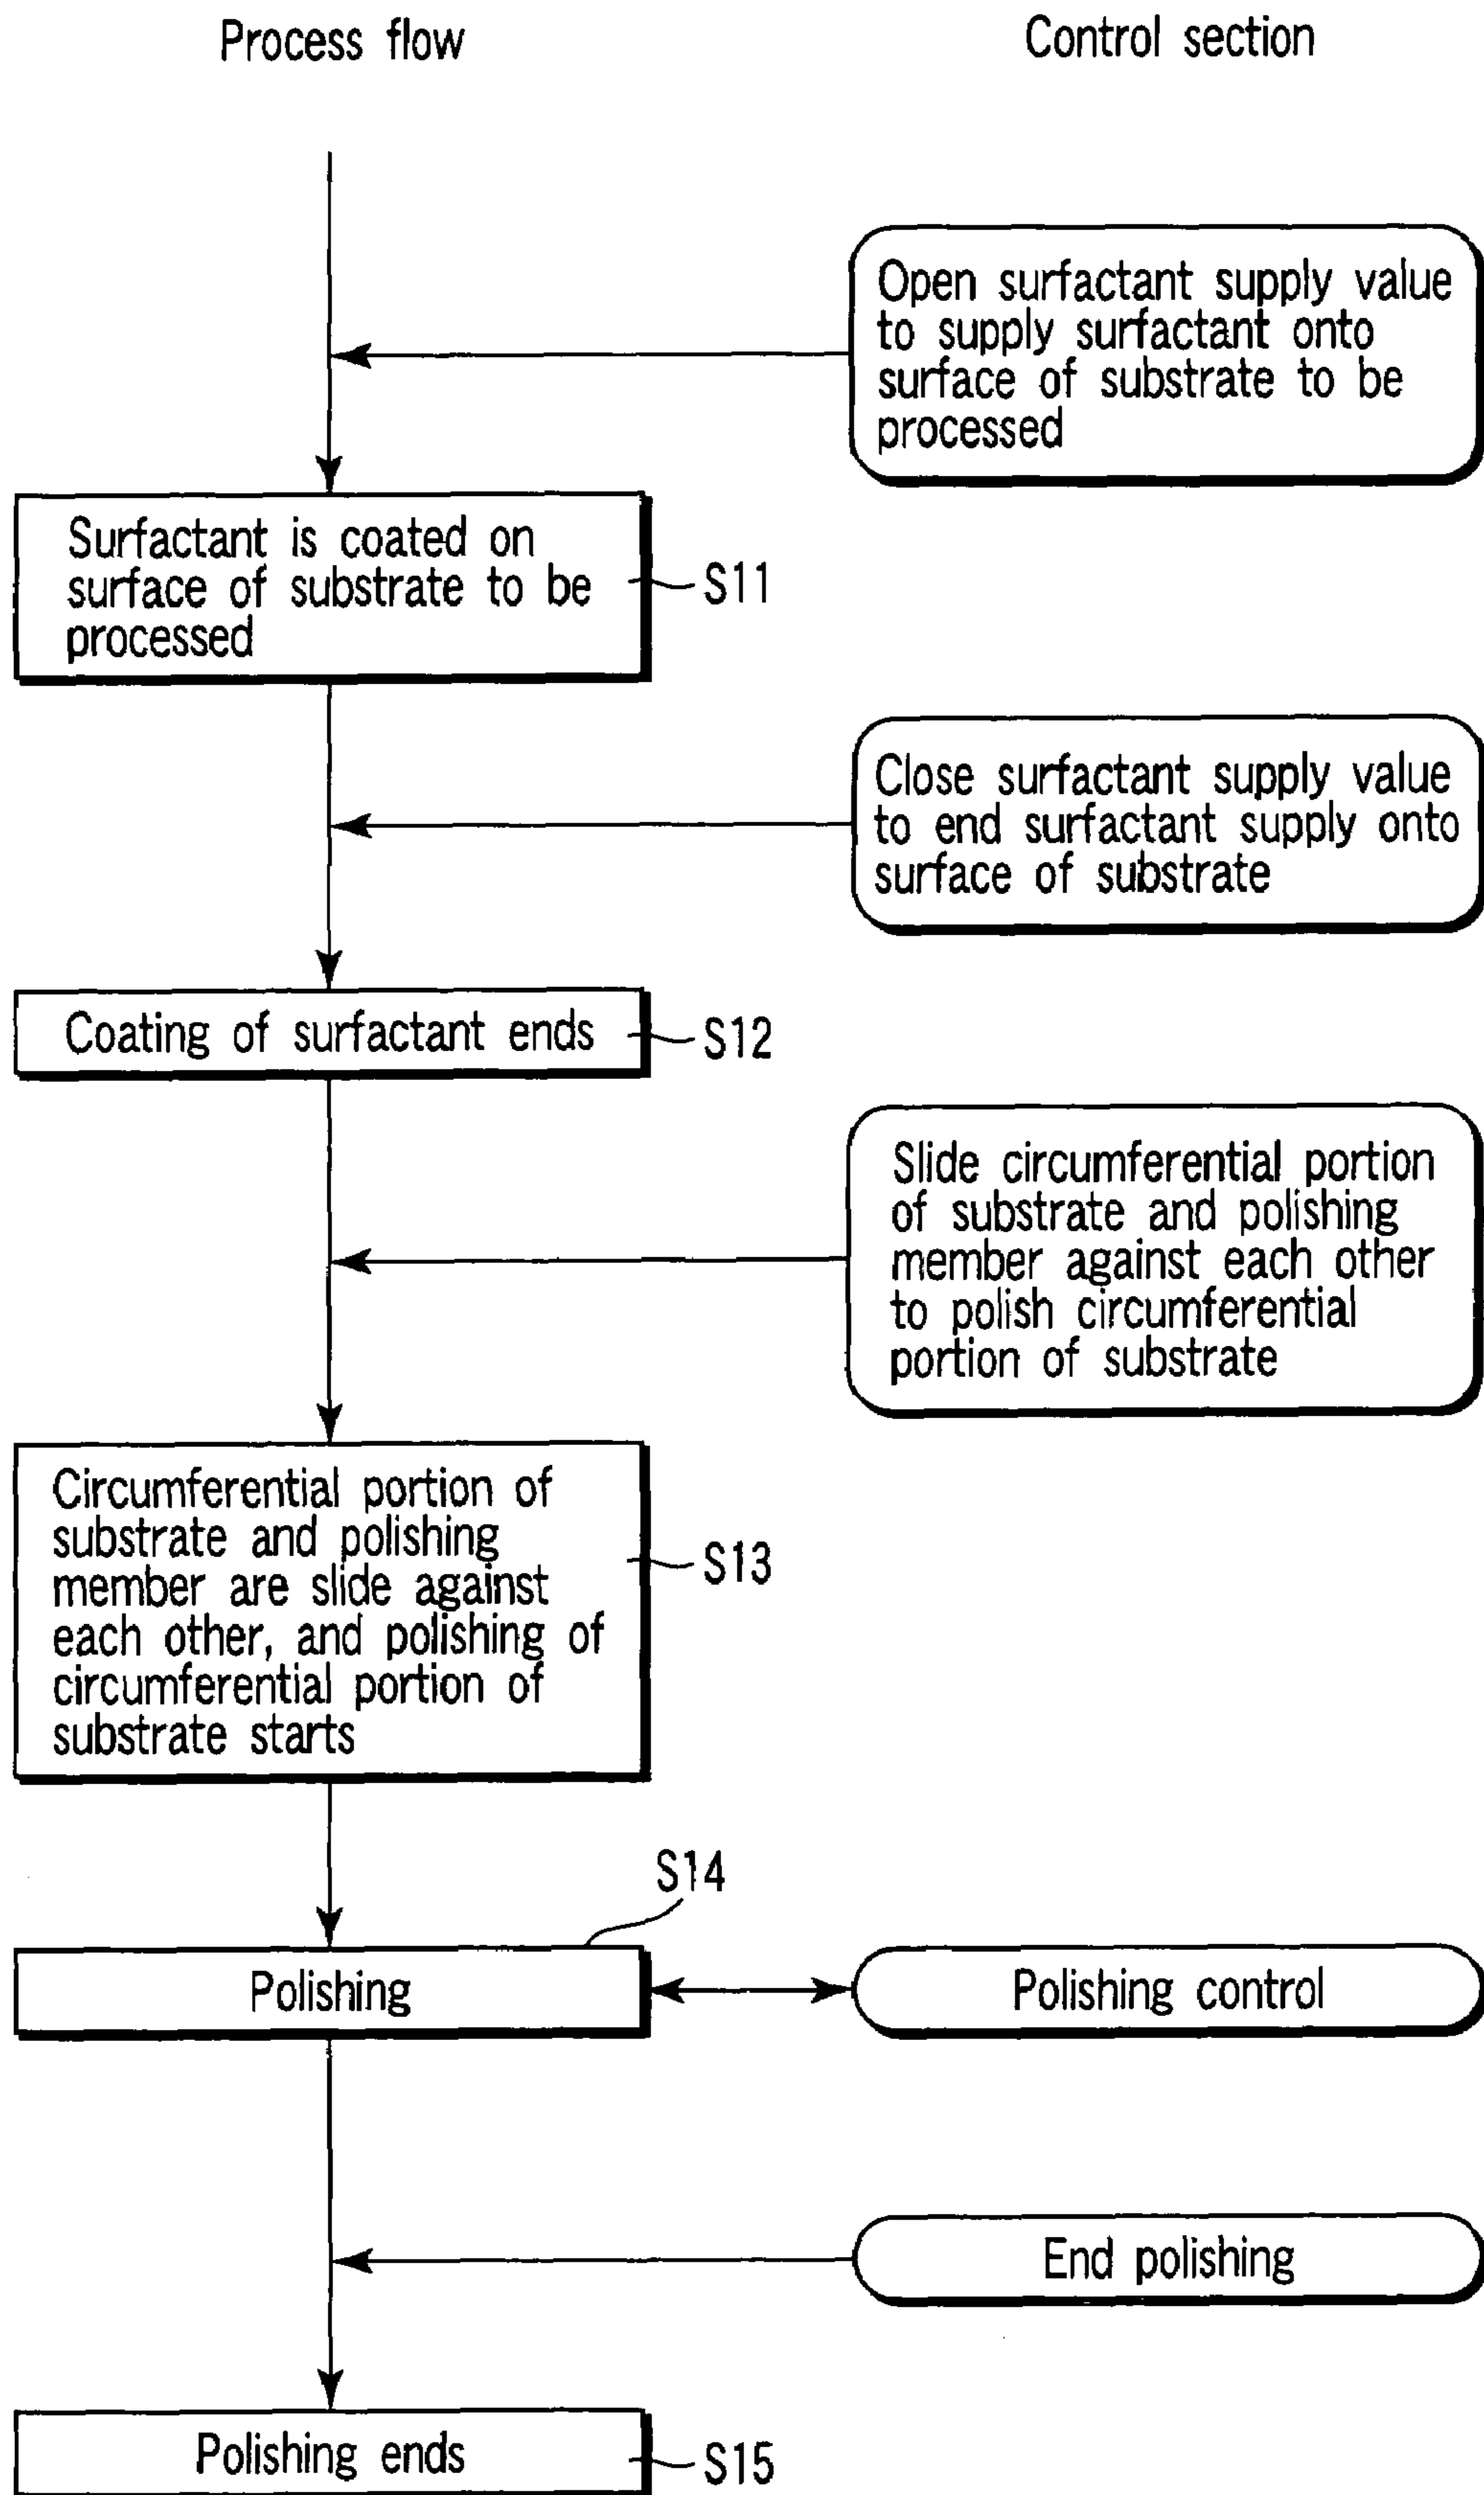 Process flow
Control section
Open surfactant supply value
to supply surfactant onto
surface of substrate to be
processed
Surfactant is coated on
surface of substrate to be
processed
S11
Close surfactant supply value
to end surfactant supply onto
surface of substrate
Coating of surfactant ends
S12
Slide circumferential portion
of substrate and polishing
member against each other
to polish circumferential
portion of substrate
Circumferential portion of
substrate and polishing
member are slide against
each other, and polishing of
circumferential portion of
substrate starts
S13
S14
Polishing
Polishing control
End polishing
Polishing ends
S15